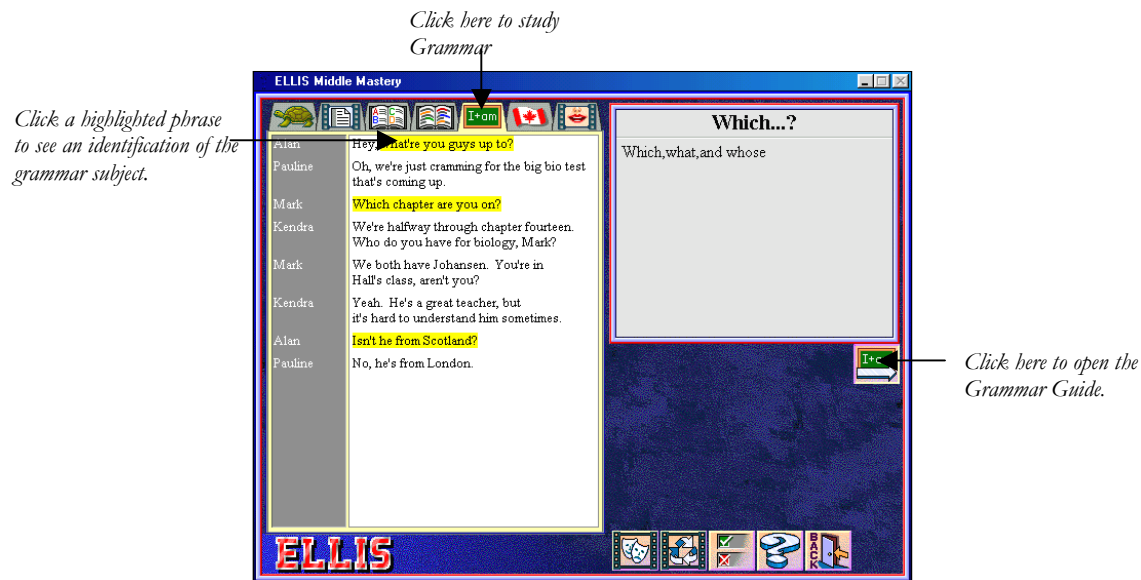 Click here to study
Grammar
ELLIS Middle Mastery
Click a highlighted phrase
to see an identification of the
grammar subject.
A B C D
I+am
Which...?
Which,what,and whose
Alan Hey, what're you guys up to?
Pauline Oh, we're just cramming for the big bio test
that's coming up.
Mark Which chapter are you on?
Kendra We're halfway through chapter fourteen.
Who do you have for biology, Mark?
Mark We both have Johansen. You're in
Hall's class, aren't you?
Kendra Yeah. He's a great teacher, but
it's hard to understand him sometimes.
Alan Isn't he from Scotland?
Pauline No, he's from London.
Click here to open the
Grammar Guide.
ELLIS
BACK